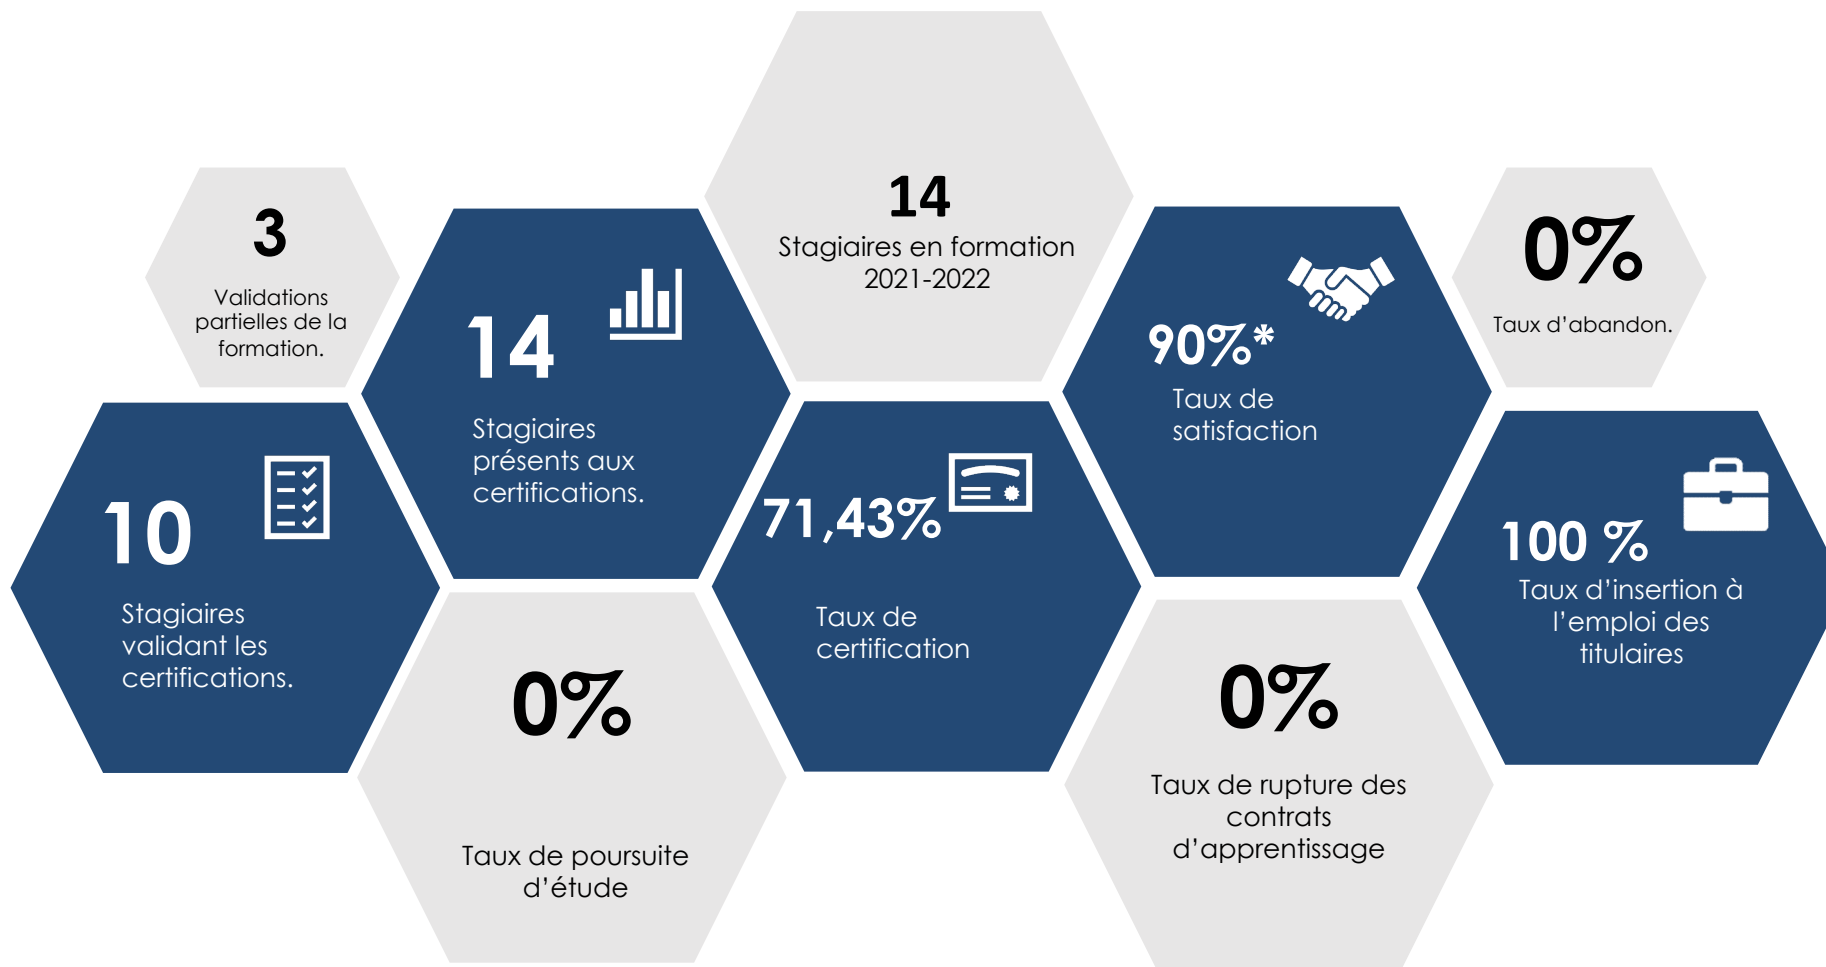 14
Stagiaires en formation
2021-2022
3
Validations
partielles de la
formation.
14
Stagiaires
présents aux
certifications.
90%*
Taux de
satisfaction
0%
Taux d’abandon.
10
Stagiaires
validant les
certifications.
71,43%
Taux de
certification
100 %
Taux d’insertion à
l’emploi des
titulaires
0%
Taux de poursuite
d’étude
0%
Taux de rupture des
contrats
d’apprentissage